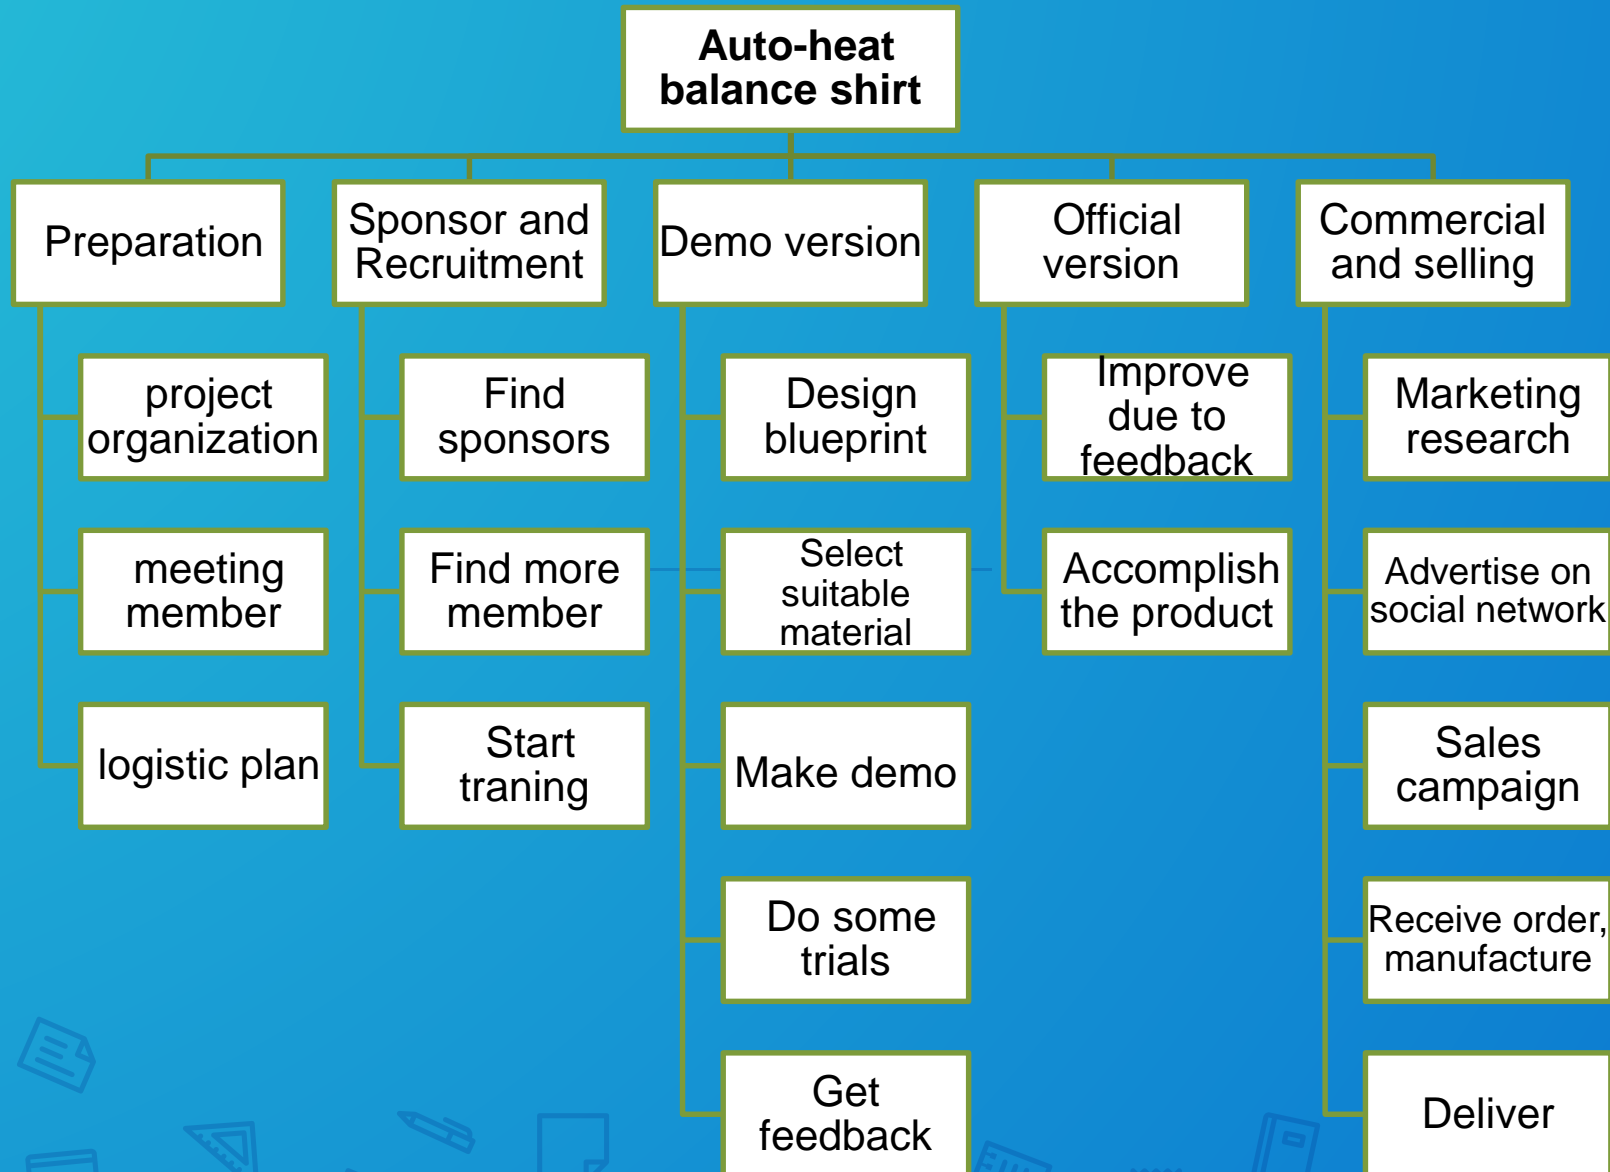 Auto-heat
balance shirt
Preparation
project
organization
meeting
member
logistic plan
Sponsor and
Recruitment
Find
sponsors
Find more
member
Start
traning
Demo version
Design
blueprint
Select
suitable
material
Make demo
Do some
trials
Get
feedback
Official
version
Improve
due to
feedback
Accomplish
the product
Commercial
and selling
Marketing
research
Advertise on
social network
Sales
campaign
Receive order,
manufacture
Deliver